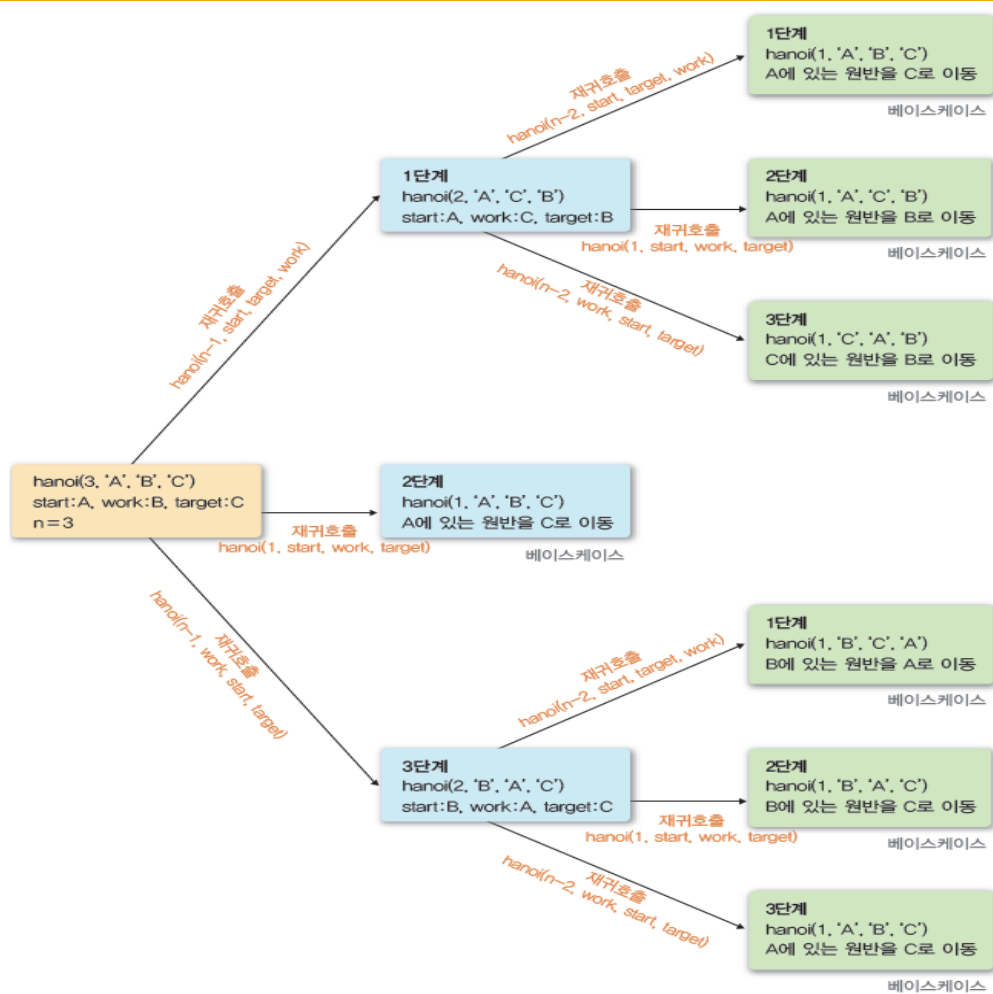 1단계
hanoi(1, ‘A’, ‘B’, ‘C’)
A에 있는 원반을 C로 이동
베이스케이스
재귀호출
hanoi(n-2, start, target, work)
1단계
hanoi(2, ‘A’, ‘C’, ‘B’)
start:A, work:C, target:B
재귀호출
hanoi(1, start, work, target)
2단계
hanoi(1, ‘A’, ‘C’, ‘B’)
A에 있는 원반을 B로 이동
베이스케이스
재귀호출
hanoi(n-2, work, start, target)
3단계
hanoi(1, ‘C’, ‘A’, ‘B’)
C에 있는 원반을 B로 이동
베이스케이스
재귀호출
hanoi(n-1, start, target, work)
hanoi(3, ‘A’, ‘B’, ‘C’)
start:A, work:B, target:C
n=3
재귀호출
hanoi(1, start, work, target)
2단계
hanoi(1, ‘A’, ‘B’, ‘C’)
A에 있는 원반을 C로 이동
베이스케이스
재귀호출
hanoi(n-1, work, start, target)
1단계
hanoi(1, ‘B’, ‘C’, ‘A’)
B에 있는 원반을 A로 이동
베이스케이스
재귀호출
hanoi(n-2, start, target, work)
3단계
hanoi(2, ‘B’, ‘A’, ‘C’)
start:B, work:A, target:C
재귀호출
hanoi(1, start, work, target)
2단계
hanoi(1, ‘B’, ‘A’, ‘C’)
B에 있는 원반을 C로 이동
베이스케이스
재귀호출
hanoi(n-2, work, start, target)
3단계
hanoi(1, ‘A’, ‘B’, ‘C’)
A에 있는 원반을 C로 이동
베이스케이스